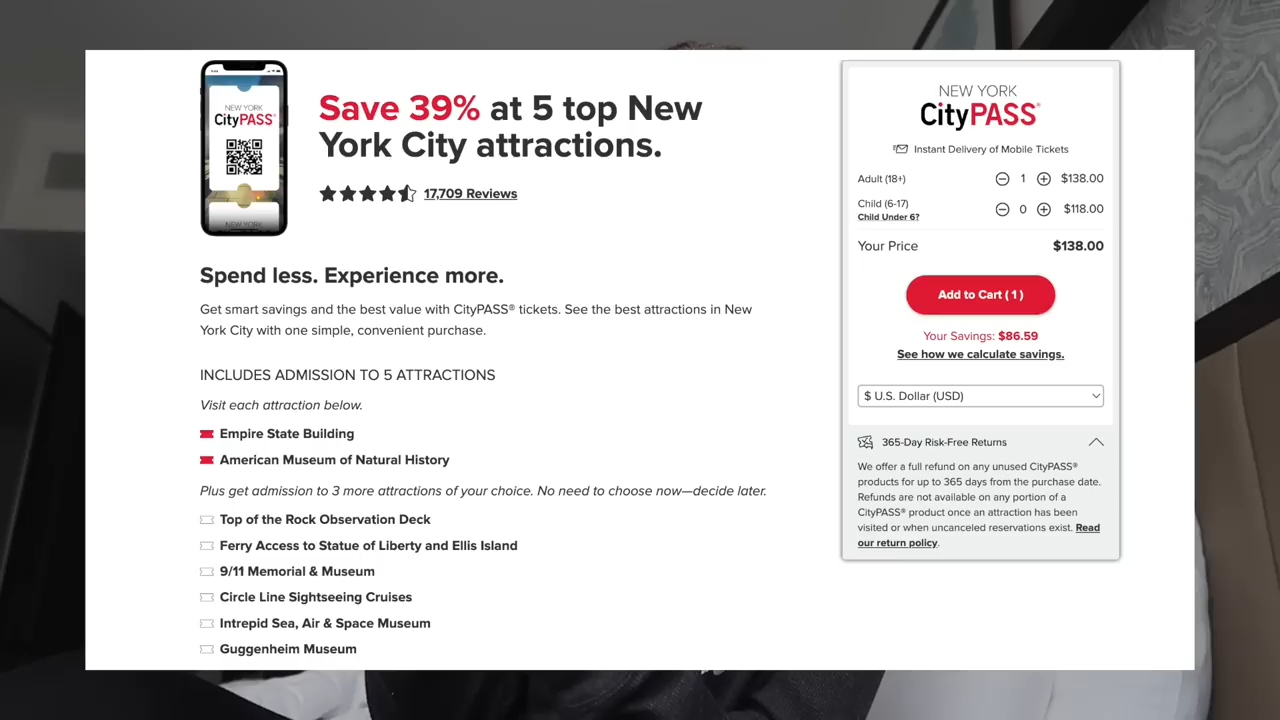 NEW YORK
CityPASS®
NEW YORK
Save 39% at 5 top New
York City attractions.
17,709 Reviews
Spend less. Experience more.
Get smart savings and the best value with CityPASS® tickets. See the best attractions in New
York City with one simple, convenient purchase.
INCLUDES ADMISSION TO 5 ATTRACTIONS
Visit each attraction below.
Empire State Building
American Museum of Natural History
Plus get admission to 3 more attractions of your choice. No need to choose now—decide later.
Top of the Rock Observation Deck
Ferry Access to Statue of Liberty and Ellis Island
9/11 Memorial & Museum
Circle Line Sightseeing Cruises
Intrepid Sea, Air & Space Museum
Guggenheim Museum
NEW YORK
CityPASS®
Instant Delivery of Mobile Tickets
Adult (18+) 1 $138.00
Child (6-17) 0 $118.00
Child Under 6?
Your Price $138.00
Add to Cart ( 1 )
Your Savings: $86.59
See how we calculate savings.
$ U.S. Dollar (USD)
365-Day Risk-Free Returns
We offer a full refund on any unused CityPASS®
products for up to 365 days from the purchase date.
Refunds are not available on any portion of a
CityPASS® product once an attraction has been
visited or when uncanceled reservations exist. Read
our return policy.